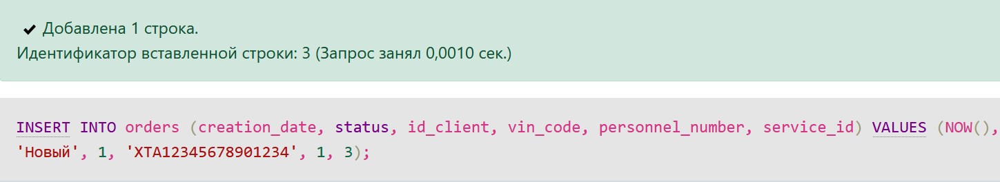 Добавлена 1 строка.
Идентификатор вставленной строки: 3 (Запрос занял 0,0010 сек.)
INSERT INTO orders (creation_date, status, id_client, vin_code, personnel_number, service_id) VALUES (NOW(),
'Новый', 1, 'XTA12345678901234', 1, 3);